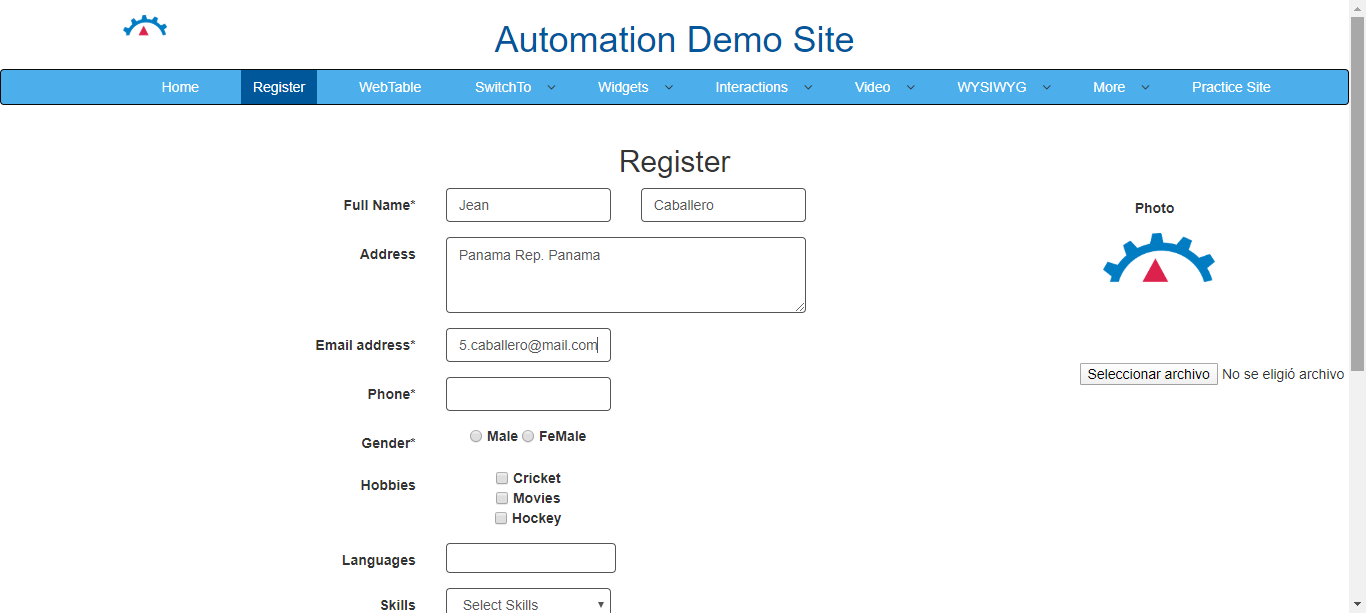 Automation Demo Site
Home Register WebTable SwitchTo Widgets Interactions Video WYSIWYG More Practice Site
Register
Full Name* Jean Caballero
Photo
Address Panama Rep. Panama
Email address* 5.caballero@mail.com
Seleccionar archivo No se eligió archivo
Phone*
Gender* Male FeMale
Hobbies Cricket
Movies
Hockey
Languages
Skills Select Skills